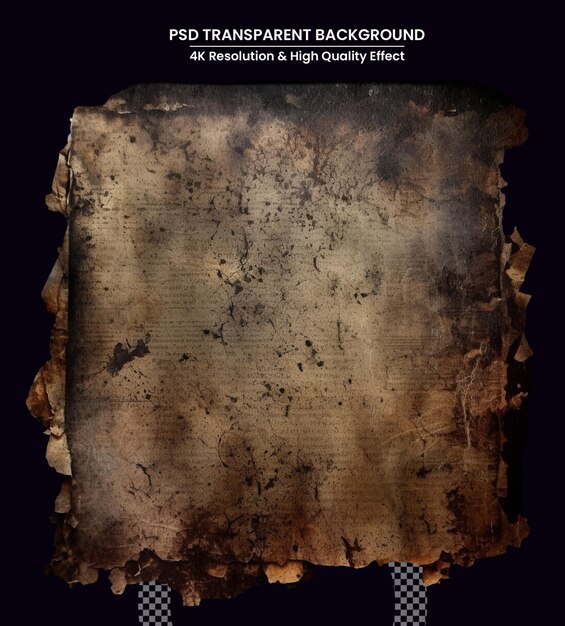 PSD TRANSPARENT BACKGROUND
4K Resolution & High Quality Effect